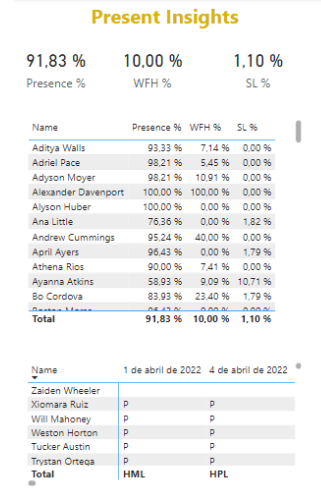 Present Insights
91,83 % 10,00 % 1,10 %
Presence % WFH % SL %
Name Presence % WFH % SL %
Aditya Walls 93,33 % 7,14 % 0,00 %
Adriel Pace 98,21 % 5,45 % 0,00 %
Adyson Moyer 98,21 % 10,91 % 0,00 %
Alexander Davenport 100,00 % 100,00 % 0,00 %
Alyson Huber 100,00 % 0,00 % 0,00 %
Ana Little 76,36 % 0,00 % 1,82 %
Andrew Cummings 95,24 % 40,00 % 0,00 %
April Ayers 96,43 % 0,00 % 1,79 %
Athena Rios 90,00 % 7,41 % 0,00 %
Ayanna Atkins 58,93 % 9,09 % 10,71 %
Bo Cordova 83,93 % 23,40 % 1,79 %
Total 91,83 % 10,00 % 1,10 %
Name 1 de abril de 2022 4 de abril de 2022
Zaiden Wheeler
Xiomara Ruiz P P
Will Mahoney P P
Weston Horton P P
Tucker Austin P P
Trystan Ortega P P
Total HML HPL